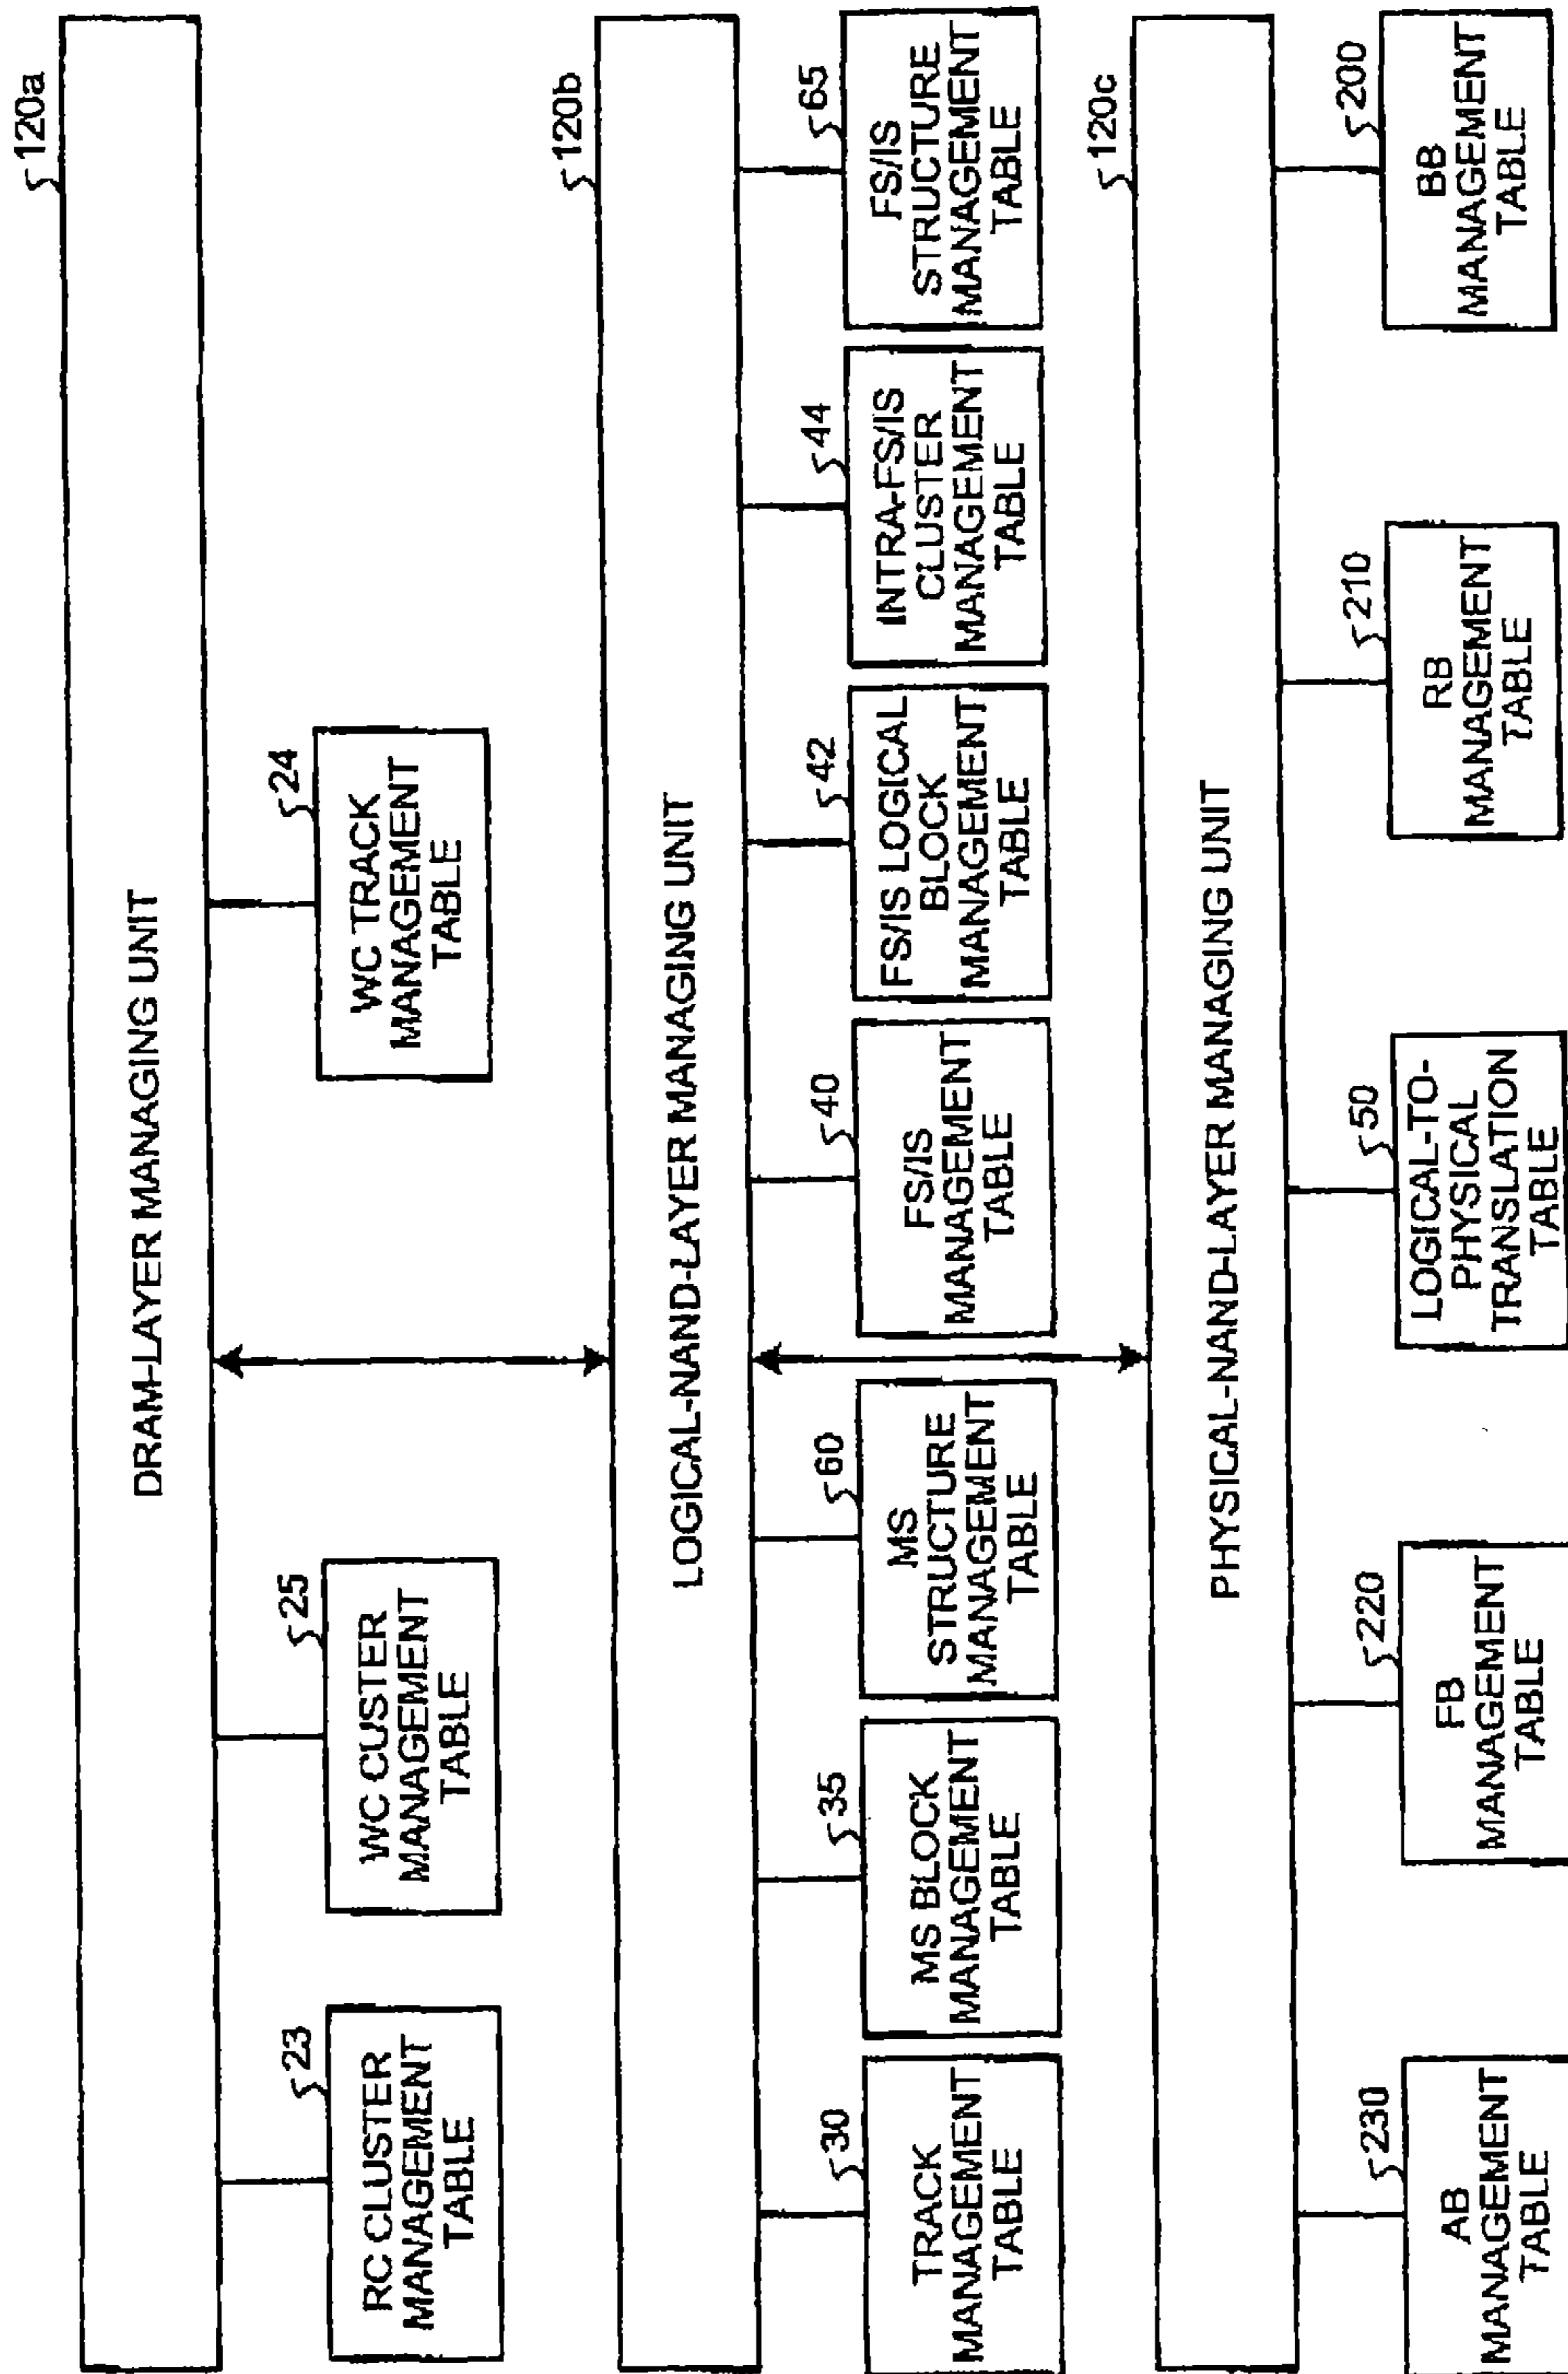 120a
DRAM-LAYER MANAGING UNIT
23
RC CLUSTER
MANAGEMENT
TABLE
25
WC CUSTER
MANAGEMENT
TABLE
24
WC TRACK
MANAGEMENT
TABLE
120b
LOGICAL-NAND-LAYER MANAGING UNIT
30
TRACK
MANAGEMENT
TABLE
35
MS BLOCK
MANAGEMENT
TABLE
60
MS
STRUCTURE
MANAGEMENT
TABLE
40
FS/IS
MANAGEMENT
TABLE
42
FS/IS LOGICAL
BLOCK
MANAGEMENT
TABLE
44
INTRA-FS/IS
CLUSTER
MANAGEMENT
TABLE
65
FS/IS
STRUCTURE
MANAGEMENT
TABLE
120c
PHYSICAL-NAND-LAYER MANAGING UNIT
230
AB
MANAGEMENT
TABLE
220
FB
MANAGEMENT
TABLE
50
LOGICAL-TO-
PHYSICAL
TRANSLATION
TABLE
210
RB
MANAGEMENT
TABLE
200
BB
MANAGEMENT
TABLE